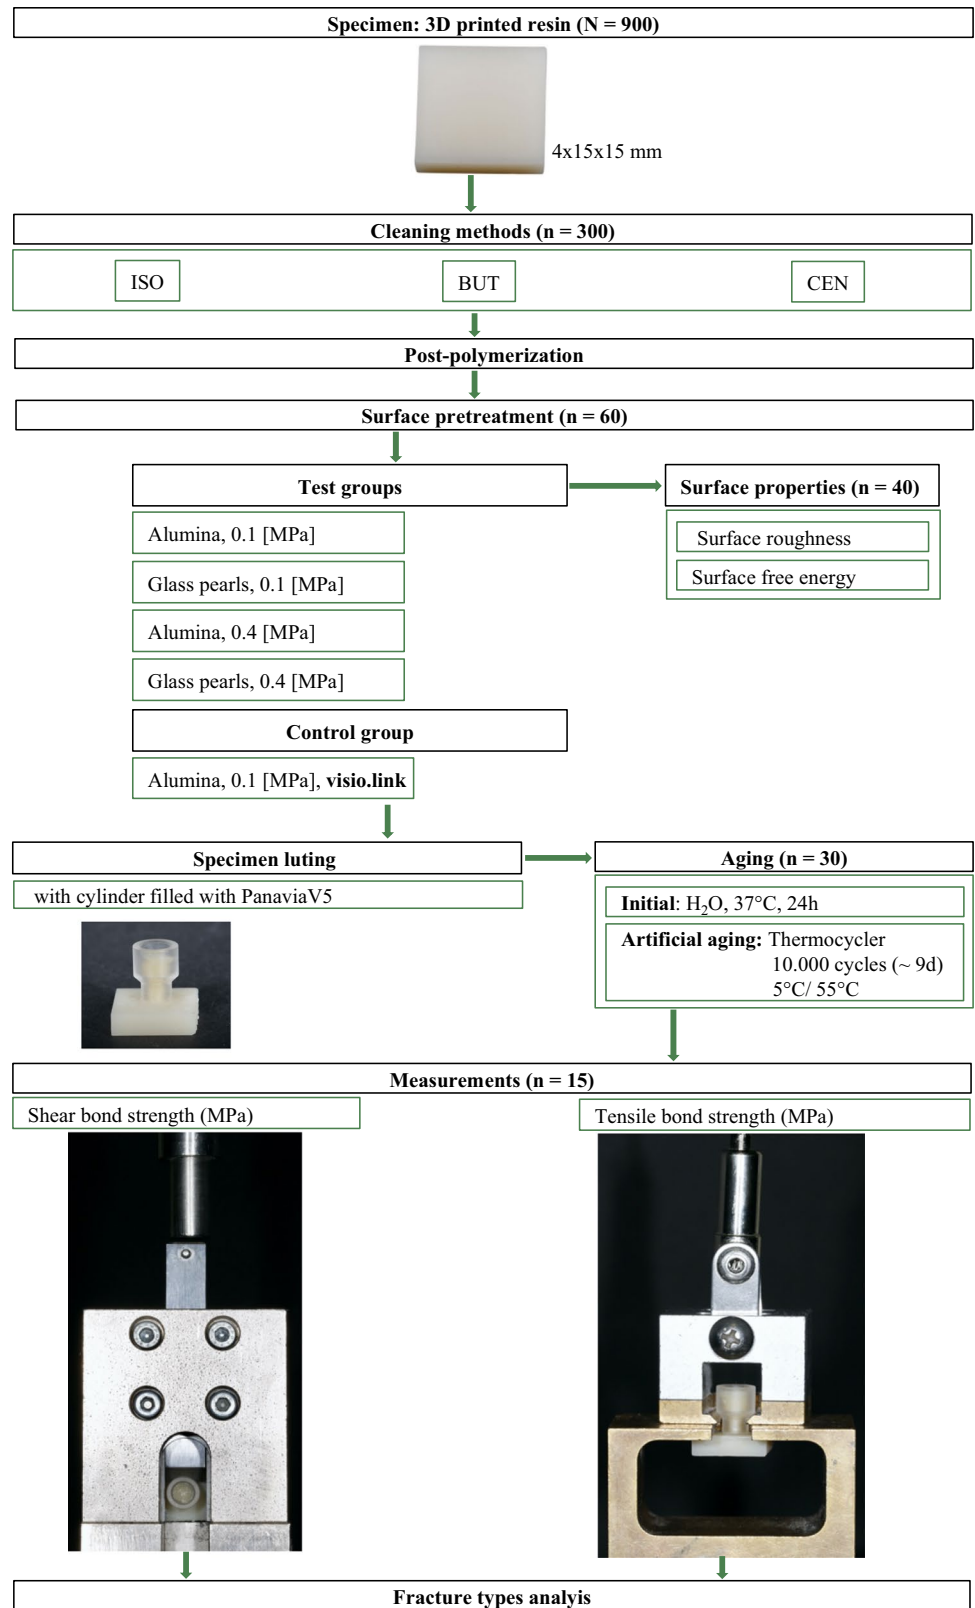 Specimen: 3D printed resin (N = 900)
4x15x15 mm
Cleaning methods (n = 300)
ISO
BUT
CEN
Post-polymerization
Surface pretreatment (n = 60)
Test groups
Surface properties (n = 40)
Alumina, 0.1 [MPa]
Surface roughness
Glass pearls, 0.1 [MPa]
Surface free energy
Alumina, 0.4 [MPa]
Glass pearls, 0.4 [MPa]
Control group
Alumina, 0.1 [MPa], visio.link
Specimen luting
Aging (n = 30)
with cylinder filled with PanaviaV5
Initial: H₂O, 37°C, 24h
Artificial aging: Thermocycler
10.000 cycles (~ 9d)
5°C/ 55°C
Measurements (n = 15)
Shear bond strength (MPa)
Tensile bond strength (MPa)
Fracture types analyis